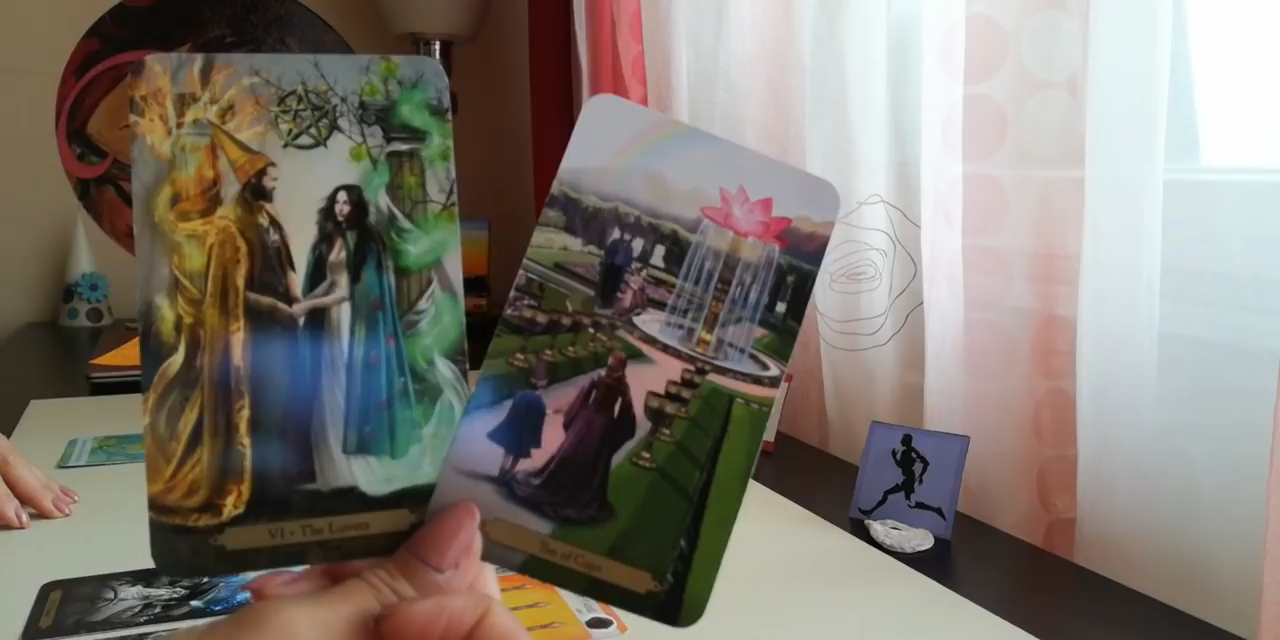 VI • The Lovers
Ten of Cups